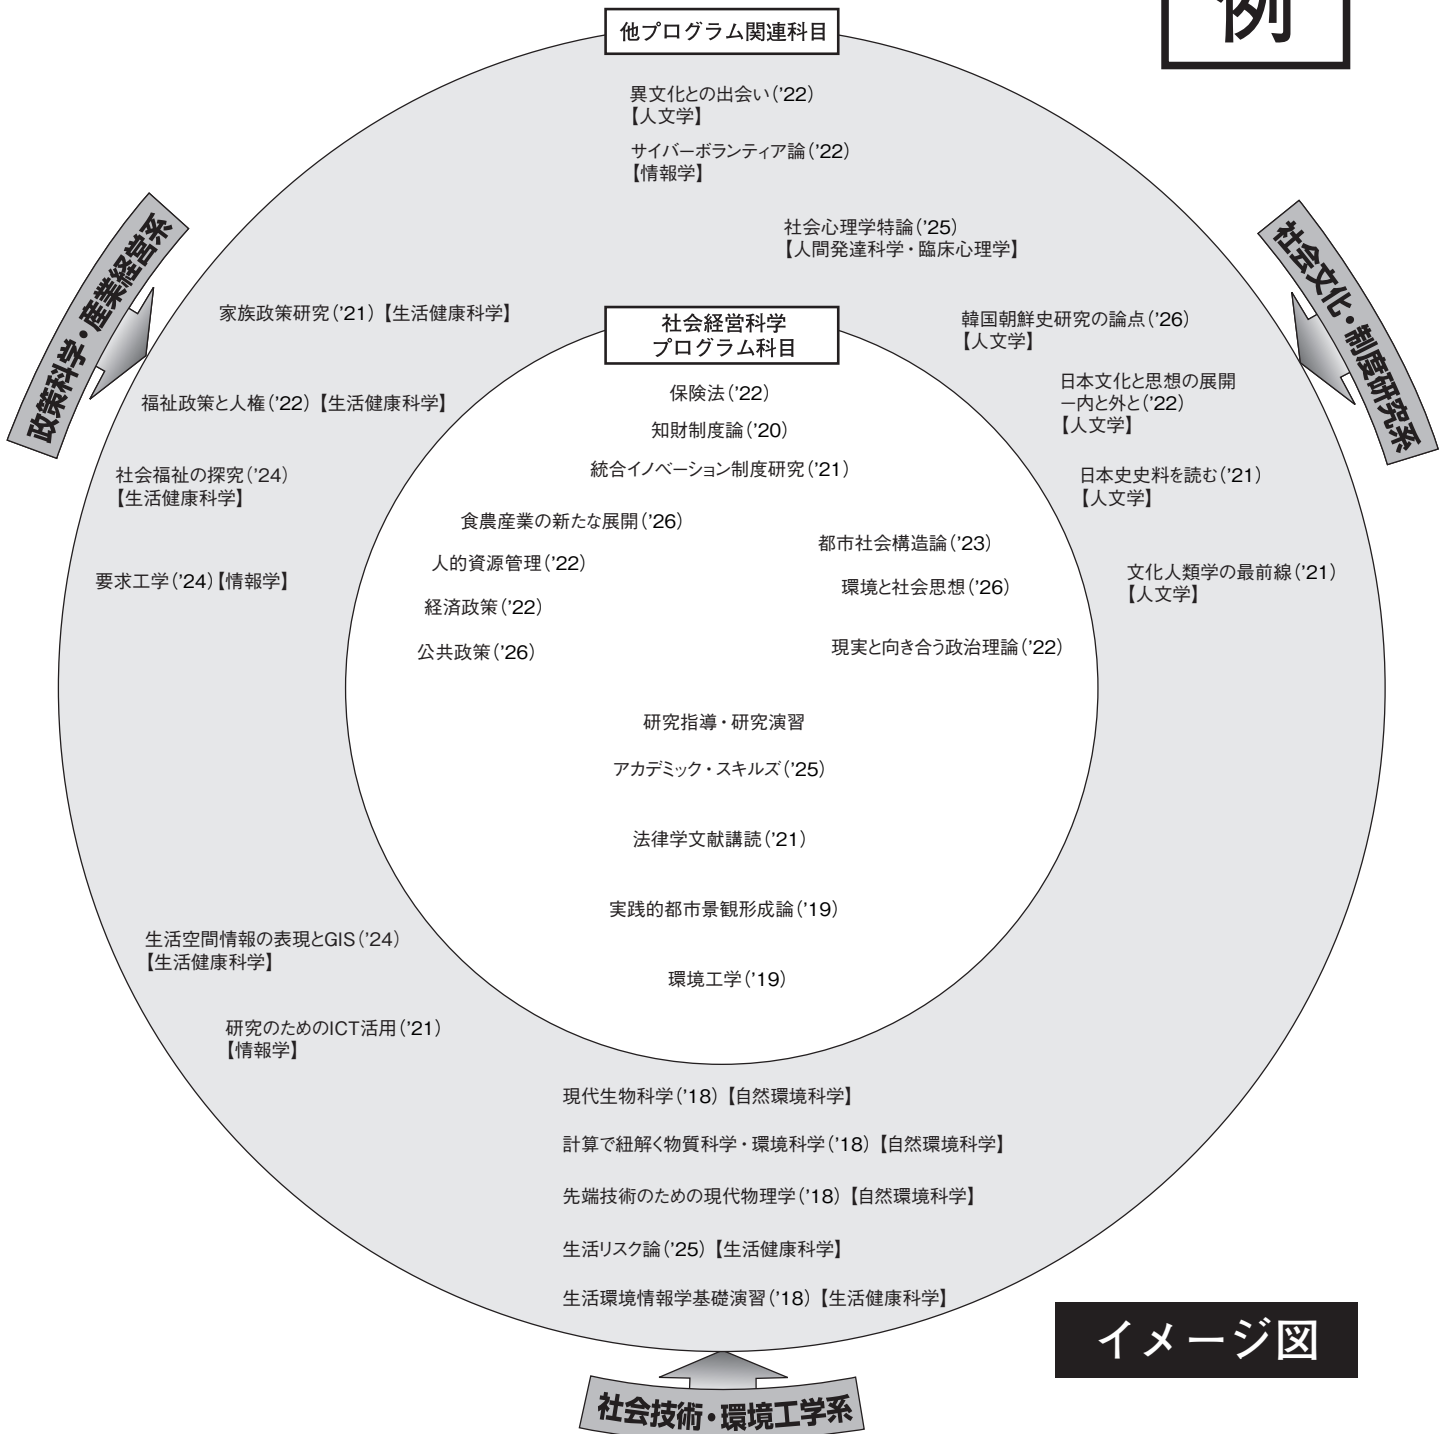 例
他プログラム関連科目
異文化との出会い('22)
【人文学】
サイバーボランティア論('22)
【情報学】
社会心理学特論('25)
【人間発達科学・臨床心理学】
政策科学・産業経営系
社会文化・制度研究系
家族政策研究('21)【生活健康科学】
福祉政策と人権('22)【生活健康科学】
社会福祉の探究('24)
【生活健康科学】
要求工学('24)【情報学】
韓国朝鮮史研究の論点('26)
【人文学】
日本文化と思想の展開
−内と外と('22)
【人文学】
日本史史料を読む('21)
【人文学】
文化人類学の最前線('21)
【人文学】
社会経営科学
プログラム科目
保険法('22)
知財制度論('20)
統合イノベーション制度研究('21)
食農産業の新たな展開('26)
人的資源管理('22)
経済政策('22)
公共政策('26)
都市社会構造論('23)
環境と社会思想('26)
現実と向き合う政治理論('22)
研究指導・研究演習
アカデミック・スキルズ('25)
法律学文献講読('21)
実践的都市景観形成論('19)
環境工学('19)
生活空間情報の表現とGIS('24)
【生活健康科学】
研究のためのICT活用('21)
【情報学】
現代生物科学('18)【自然環境科学】
計算で紐解く物質科学・環境科学('18)【自然環境科学】
先端技術のための現代物理学('18)【自然環境科学】
生活リスク論('25)【生活健康科学】
生活環境情報学基礎演習('18)【生活健康科学】
イメージ図
社会技術・環境工学系